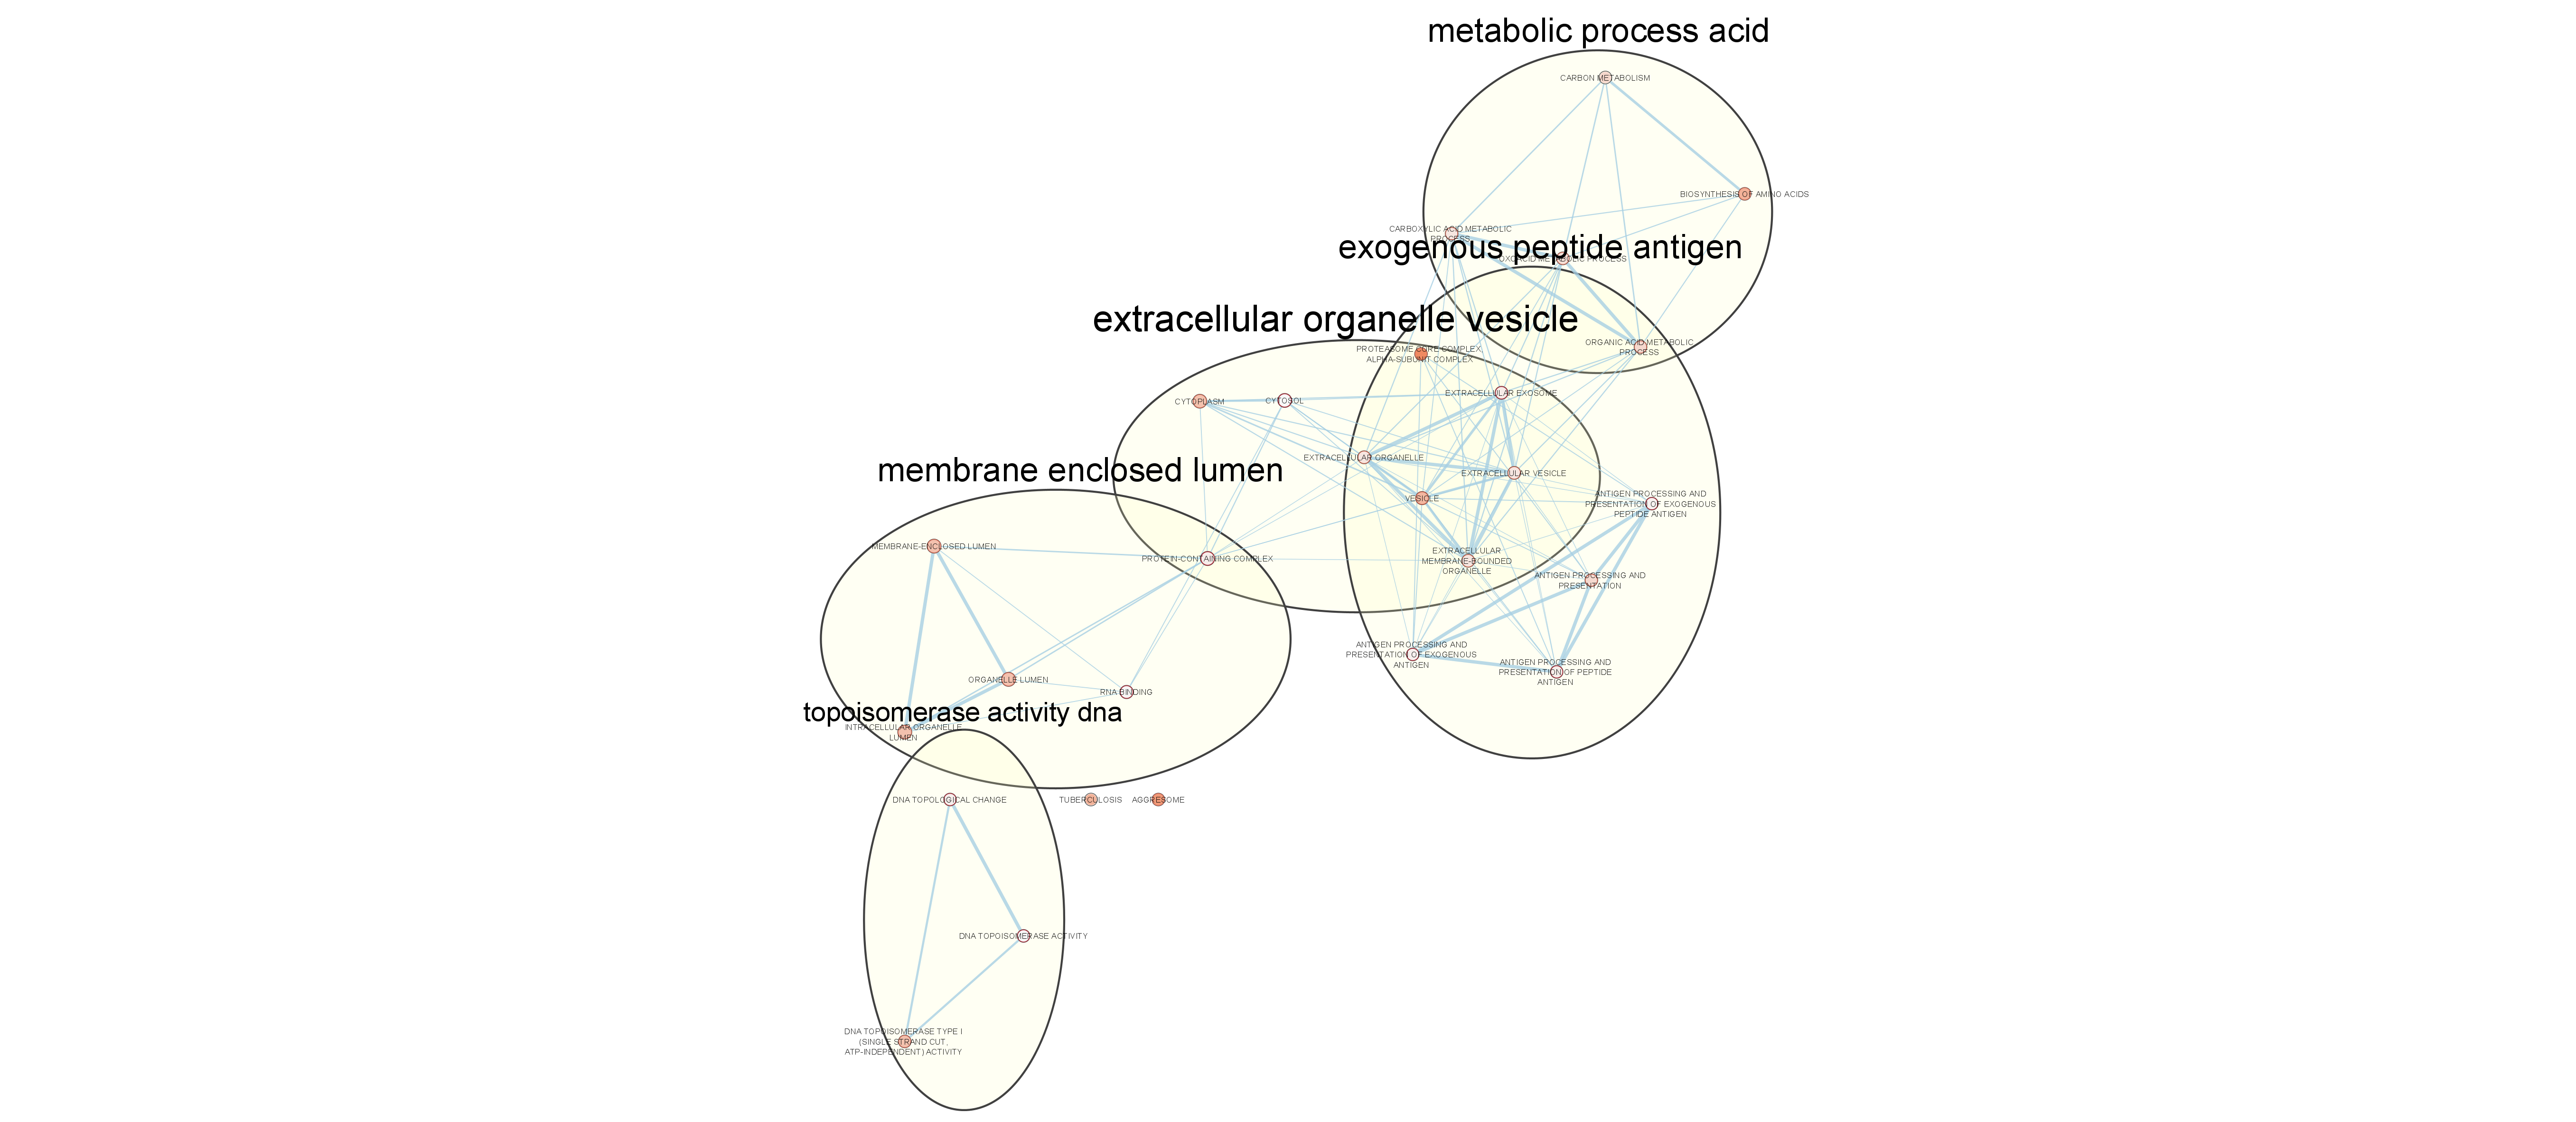 metabolic process acid
CARBON METABOLISM
BIOSYNTHESIS OF AMINO ACIDS
CARBOXYLIC ACID METABOLIC
PROCESS
exogenous peptide antigen
OXOACID METABOLIC PROCESS
extracellular organelle vesicle
PROTEASOME CORE COMPLEX,
ALPHA-SUBUNIT COMPLEX
ORGANIC ACID METABOLIC
PROCESS
CYTOPLASM
CYTOSOL
EXTRACELLULAR EXOSOME
EXTRACELLULAR ORGANELLE
EXTRACELLULAR VESICLE
membrane enclosed lumen
VESICLE
ANTIGEN PROCESSING AND
PRESENTATION OF EXOGENOUS
PEPTIDE ANTIGEN
MEMBRANE-ENCLOSED LUMEN
PROTEIN-CONTAINING COMPLEX
EXTRACELLULAR
MEMBRANE-BOUNDED
ORGANELLE
ANTIGEN PROCESSING AND
PRESENTATION
ANTIGEN PROCESSING AND
PRESENTATION OF EXOGENOUS
ANTIGEN
ANTIGEN PROCESSING AND
PRESENTATION OF PEPTIDE
ANTIGEN
ORGANELLE LUMEN
RNA BINDING
topoisomerase activity dna
INTRACELLULAR ORGANELLE
LUMEN
DNA TOPOLOGICAL CHANGE
TUBERCULOSIS
AGGRESOME
DNA TOPOISOMERASE ACTIVITY
DNA TOPOISOMERASE TYPE I
(SINGLE STRAND CUT,
ATP-INDEPENDENT) ACTIVITY